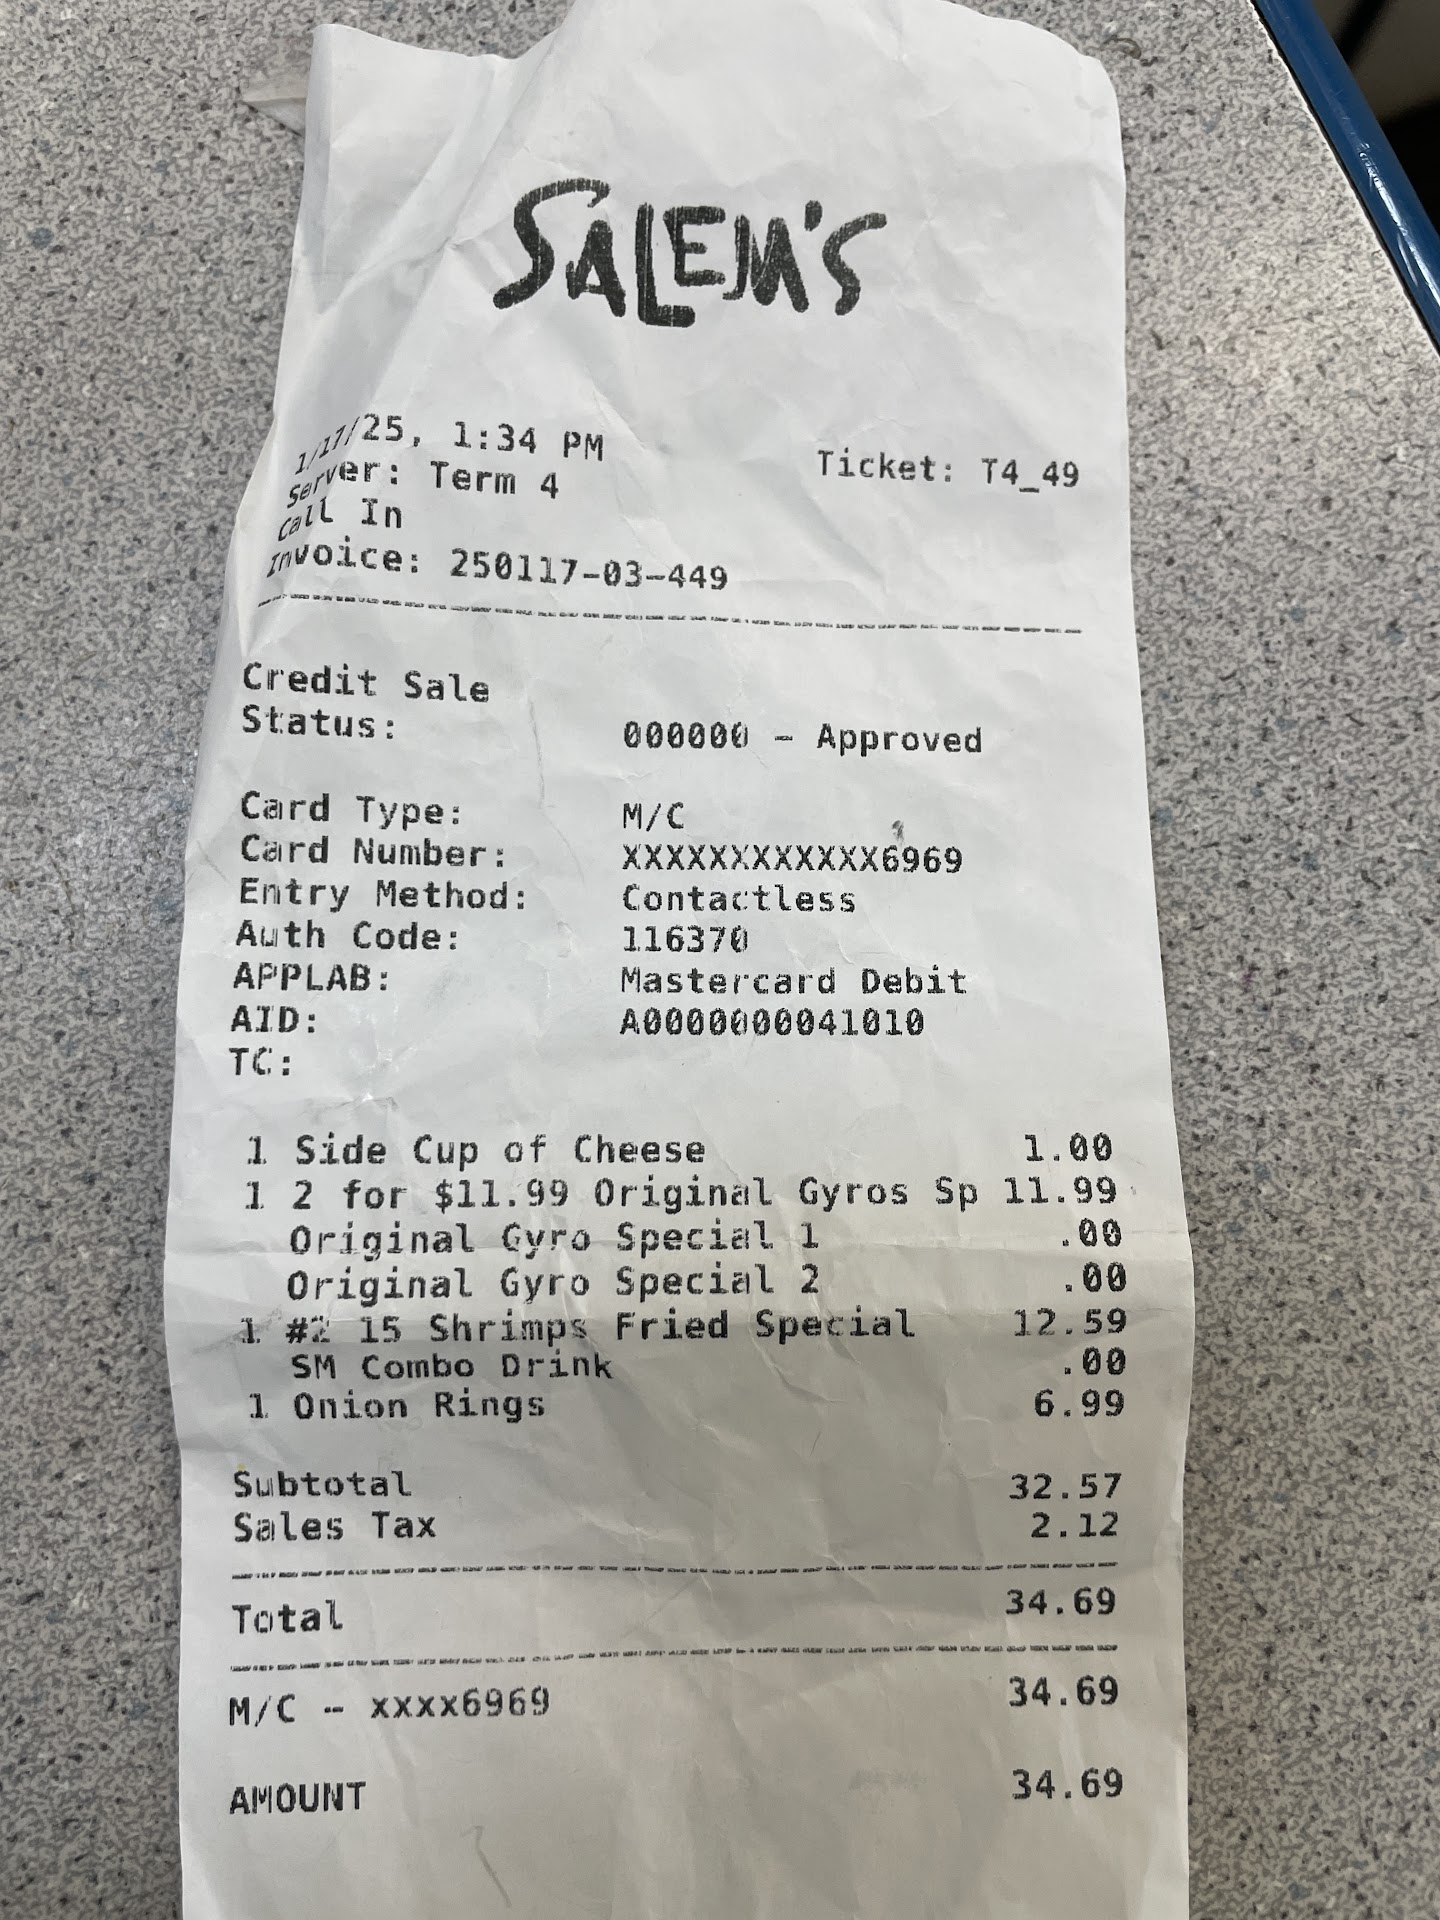 SALEM'S
1/17/25, 1:34 PM
Server: Term 4 Ticket: T4_49
Call In
Invoice: 250117-03-449
Credit Sale
Status: 000000 - Approved
Card Type: M/C
Card Number: XXXXXXXXXXXX6969
Entry Method: Contactless
Auth Code: 116370
APPLAB: Mastercard Debit
AID: A0000000041010
TC:
1 Side Cup of Cheese 1.00
1 2 for $11.99 Original Gyros Sp 11.99
Original Gyro Special 1 .00
Original Gyro Special 2 .00
1 #2 15 Shrimps Fried Special 12.59
SM Combo Drink .00
1 Onion Rings 6.99
Subtotal 32.57
Sales Tax 2.12
Total 34.69
M/C - xxxx6969 34.69
AMOUNT 34.69